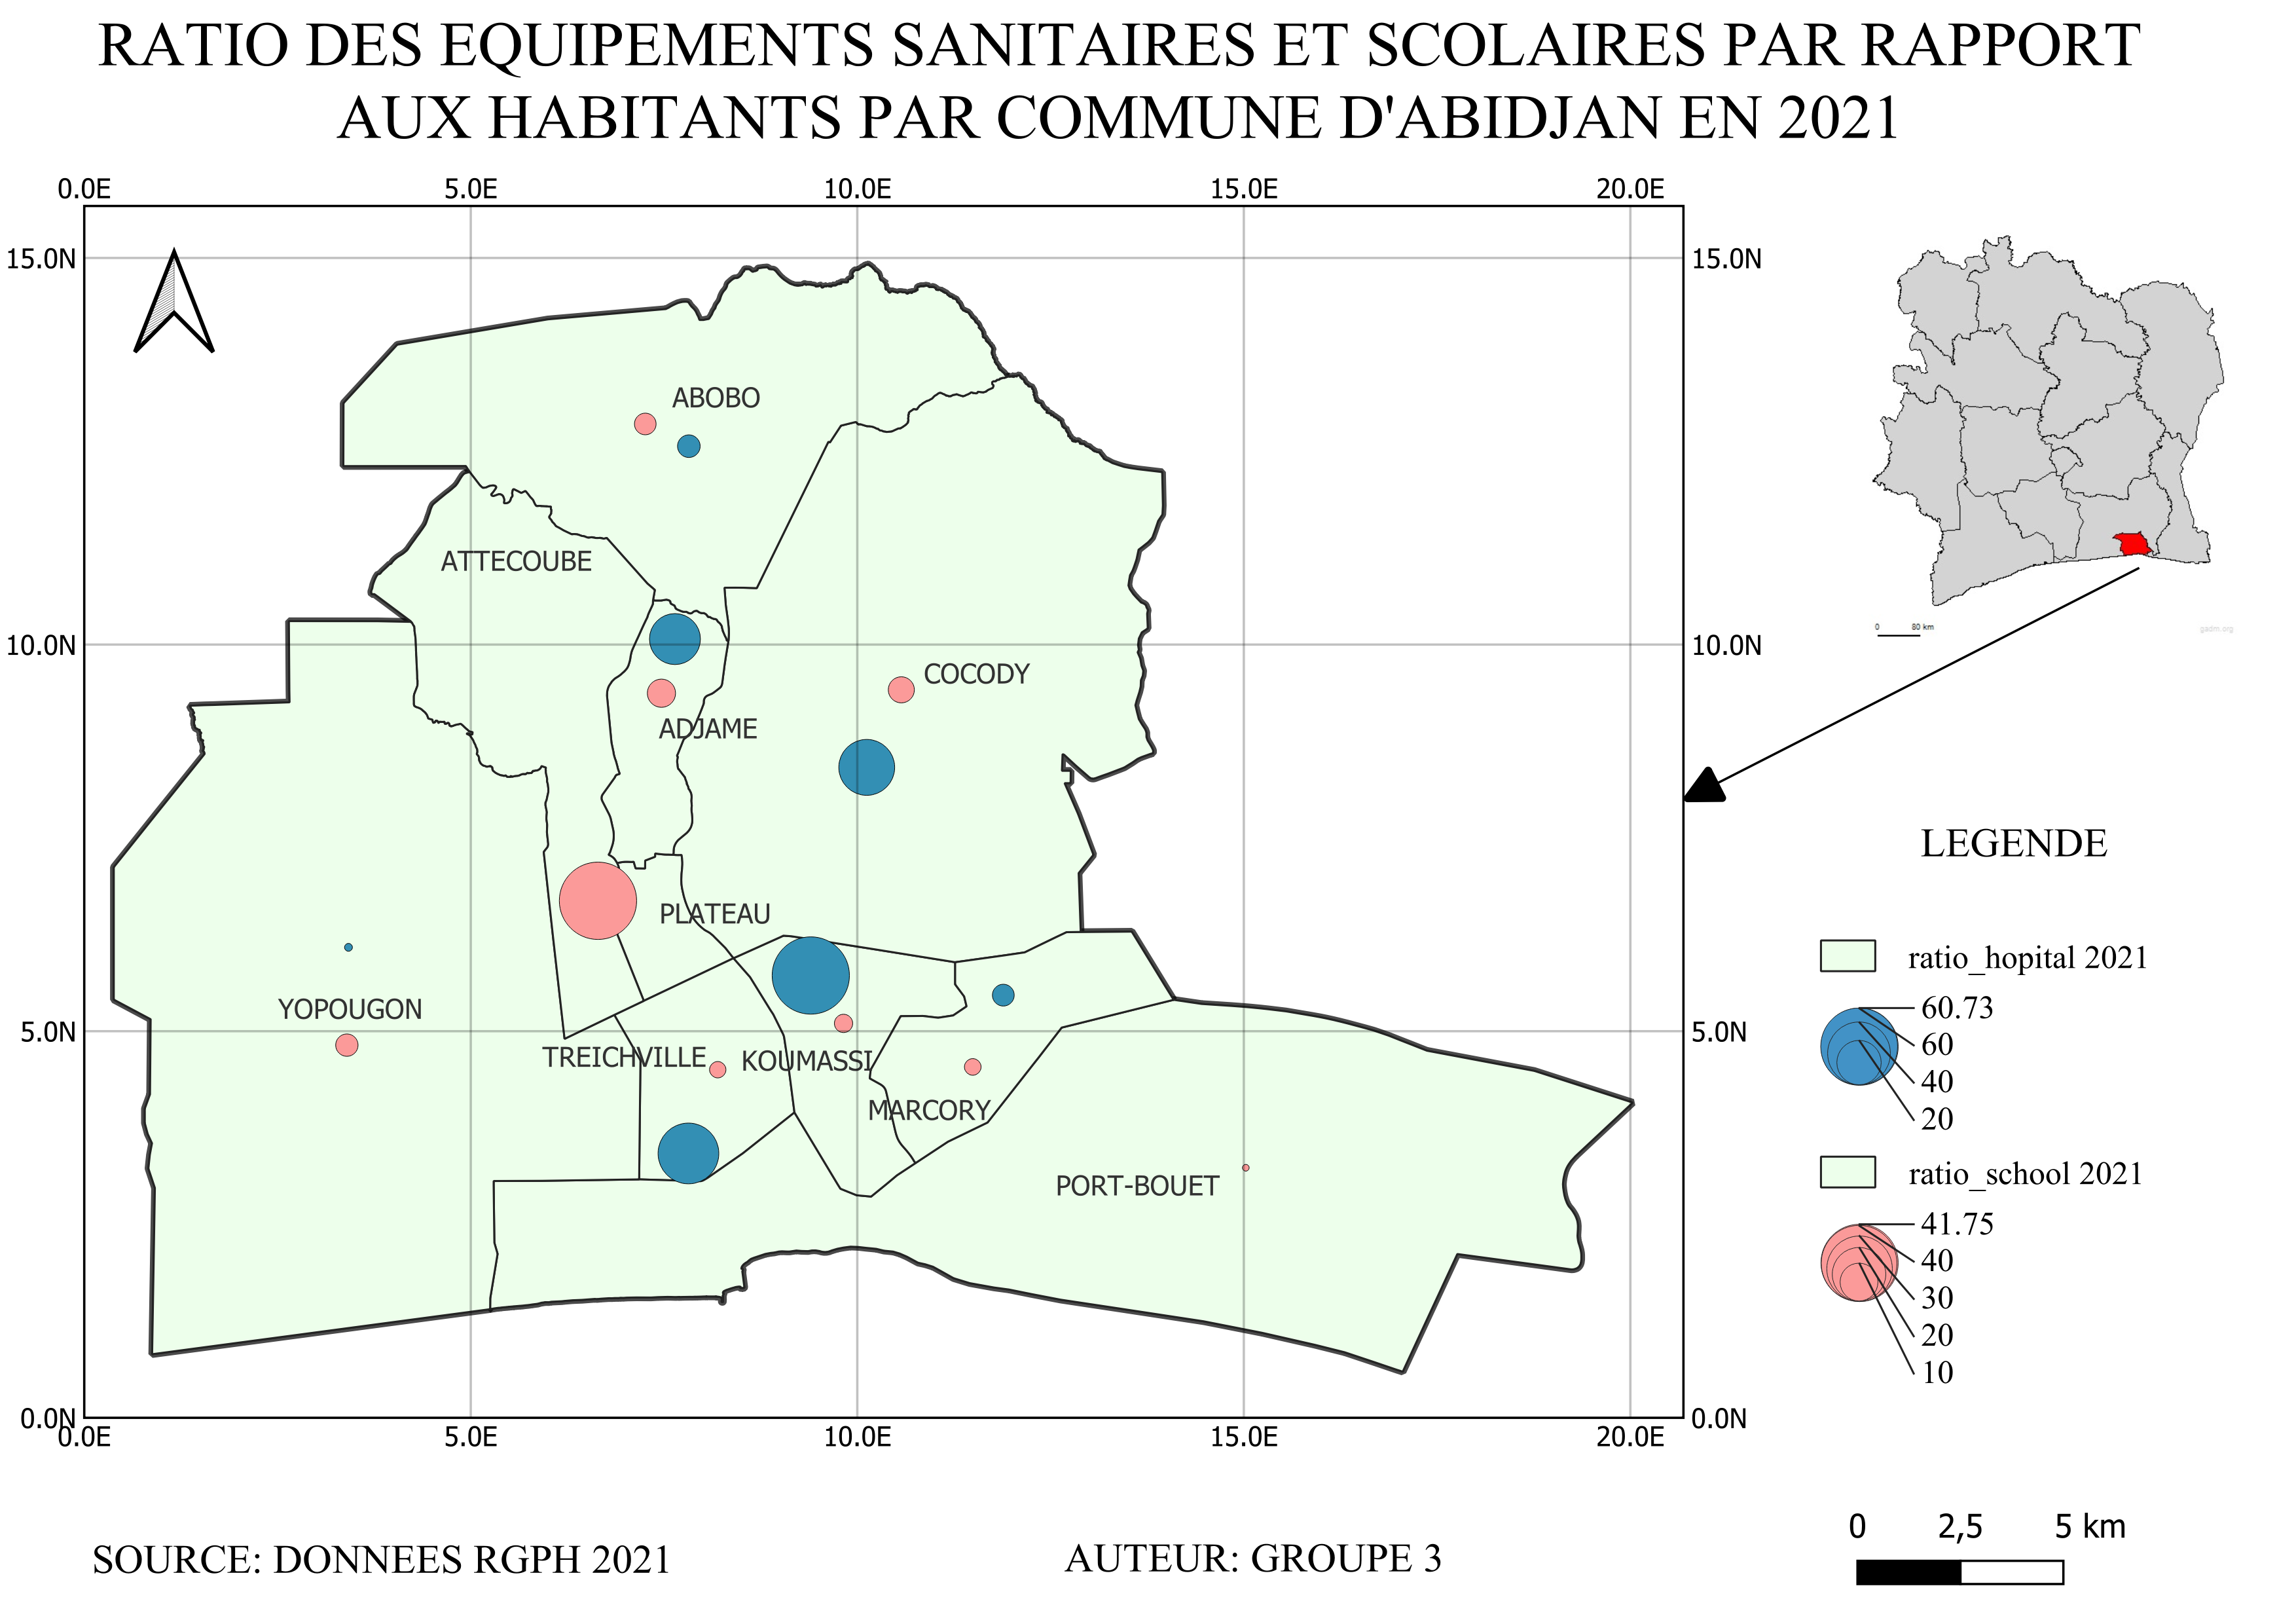 RATIO DES EQUIPEMENTS SANITAIRES ET SCOLAIRES PAR RAPPORT
AUX HABITANTS PAR COMMUNE D'ABIDJAN EN 2021
0.0E 5.0E 10.0E 15.0E 20.0E
15.0N 15.0N
ABOBO
ATTECOUBE
0 80 km
gadm.org
10.0N 10.0N
COCODY
ADJAME
LEGENDE
PLATEAU
ratio_hopital 2021
60.73
60
40
20
YOPOUGON
5.0N 5.0N
TREICHVILLE KOUMASSI
MARCORY
PORT-BOUET
ratio_school 2021
41.75
40
30
20
10
0.0N 0.0N
0.0E 5.0E 10.0E 15.0E 20.0E
0 2,5 5 km
SOURCE: DONNEES RGPH 2021 AUTEUR: GROUPE 3